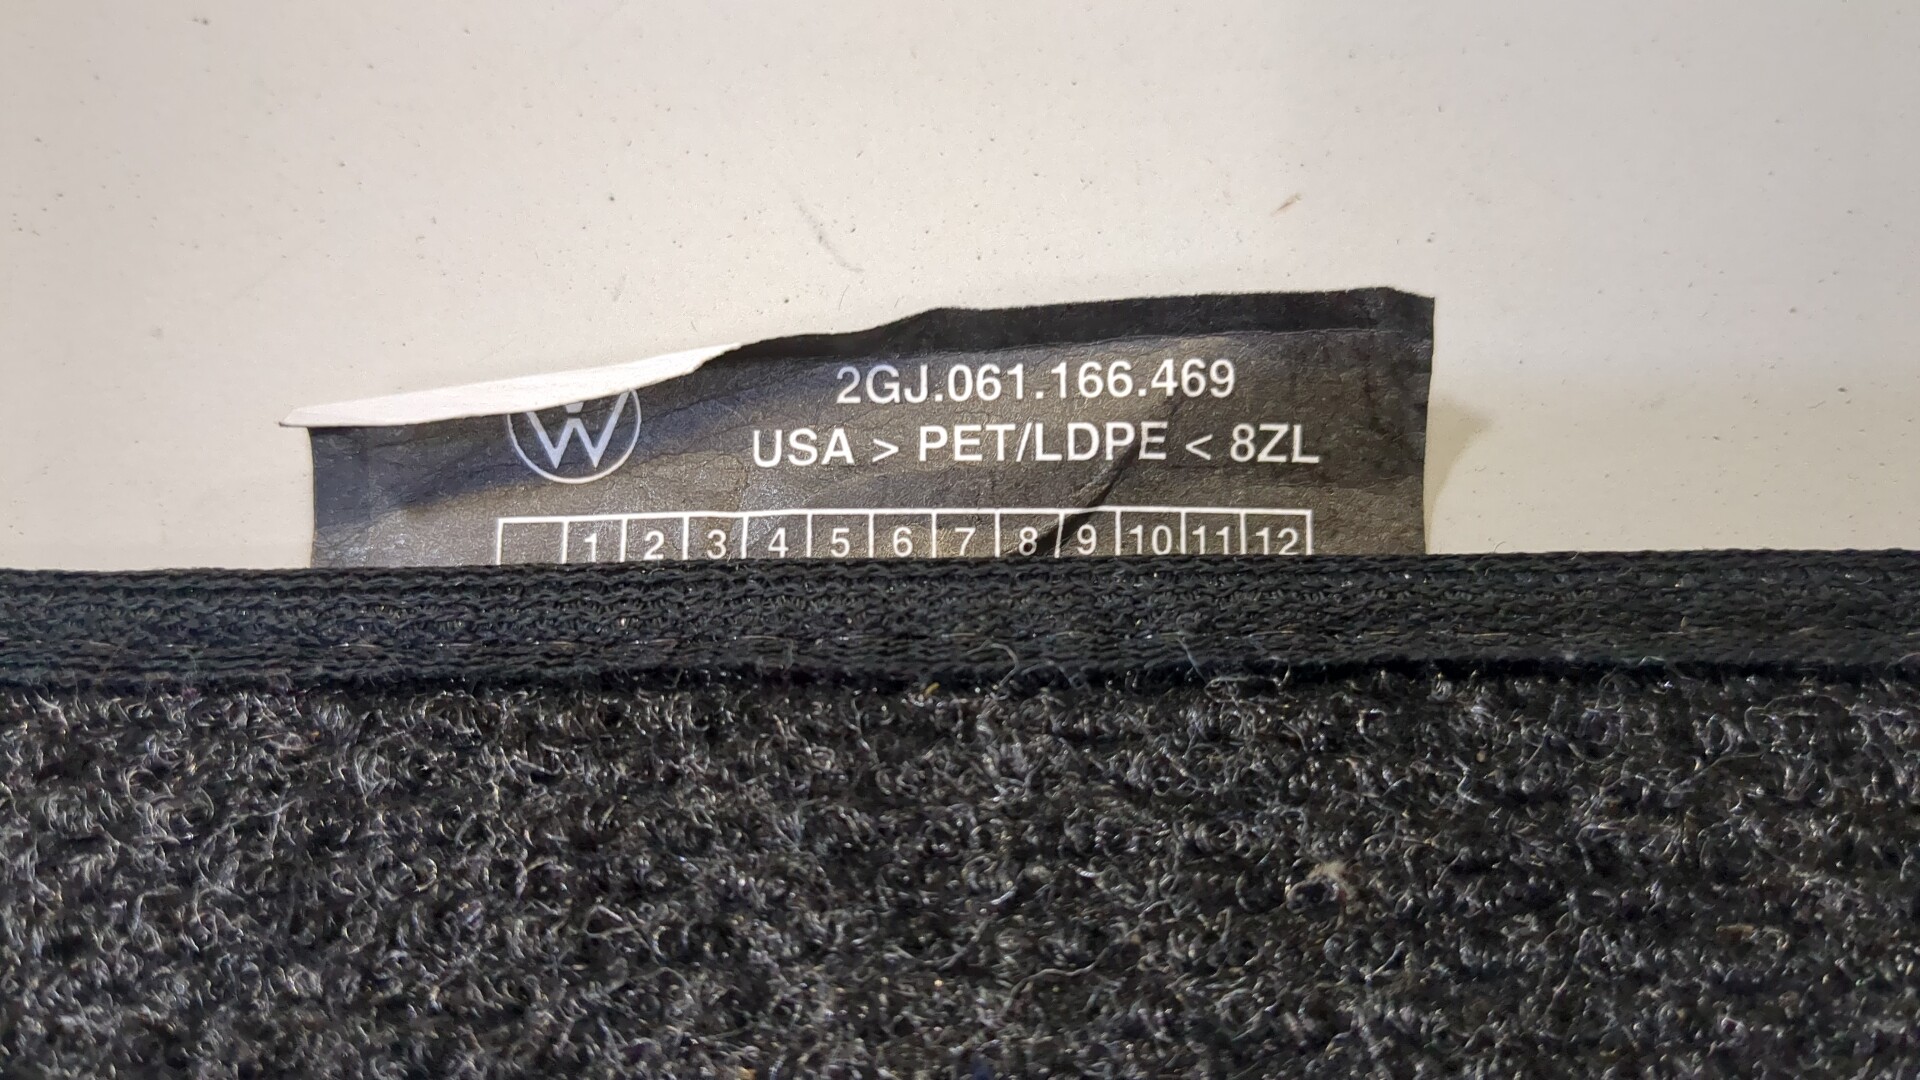 2GJ.061.166.469
USA > PET/LDPE < 8ZL
1 2 3 4 5 6 7 8 9 10 11 12